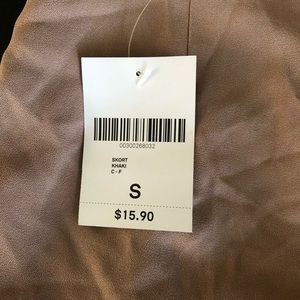 00300268032
SKORT
KHAKI
C - F
S
$15.90